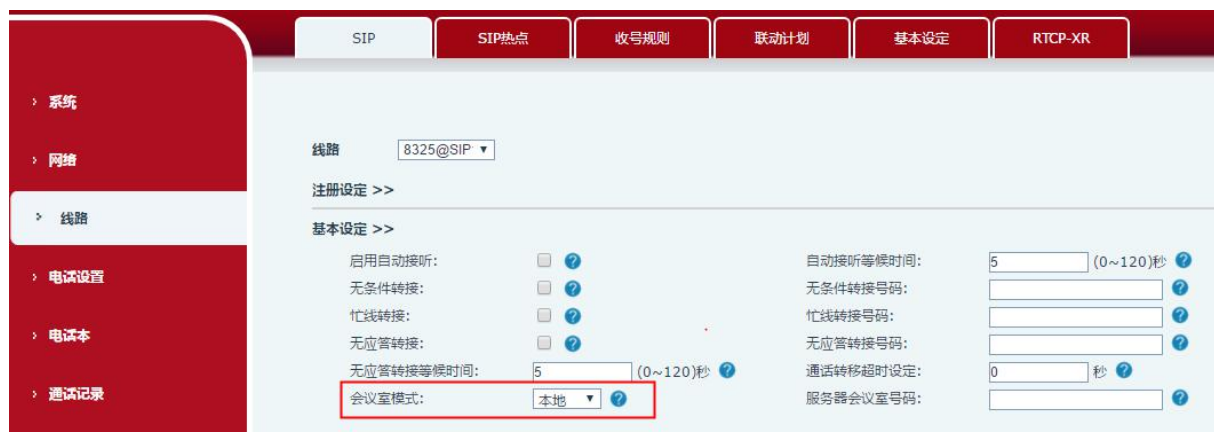 SIP
SIP热点
收号规则
联动计划
基本设定
RTCP-XR
系统
网络
线路
电话设置
电话本
通话记录
线路 8325@SIP
注册设定 >>
基本设定 >>
启用自动接听: 自动接听等候时间: 5 (0~120)秒
无条件转接: 无条件转接号码:
忙线转接: 忙线转接号码:
无应答转接: 无应答转接号码:
无应答转接等候时间: 5 (0~120)秒 通话转移超时设定: 0 秒
会议室模式: 本地 服务器会议室号码: